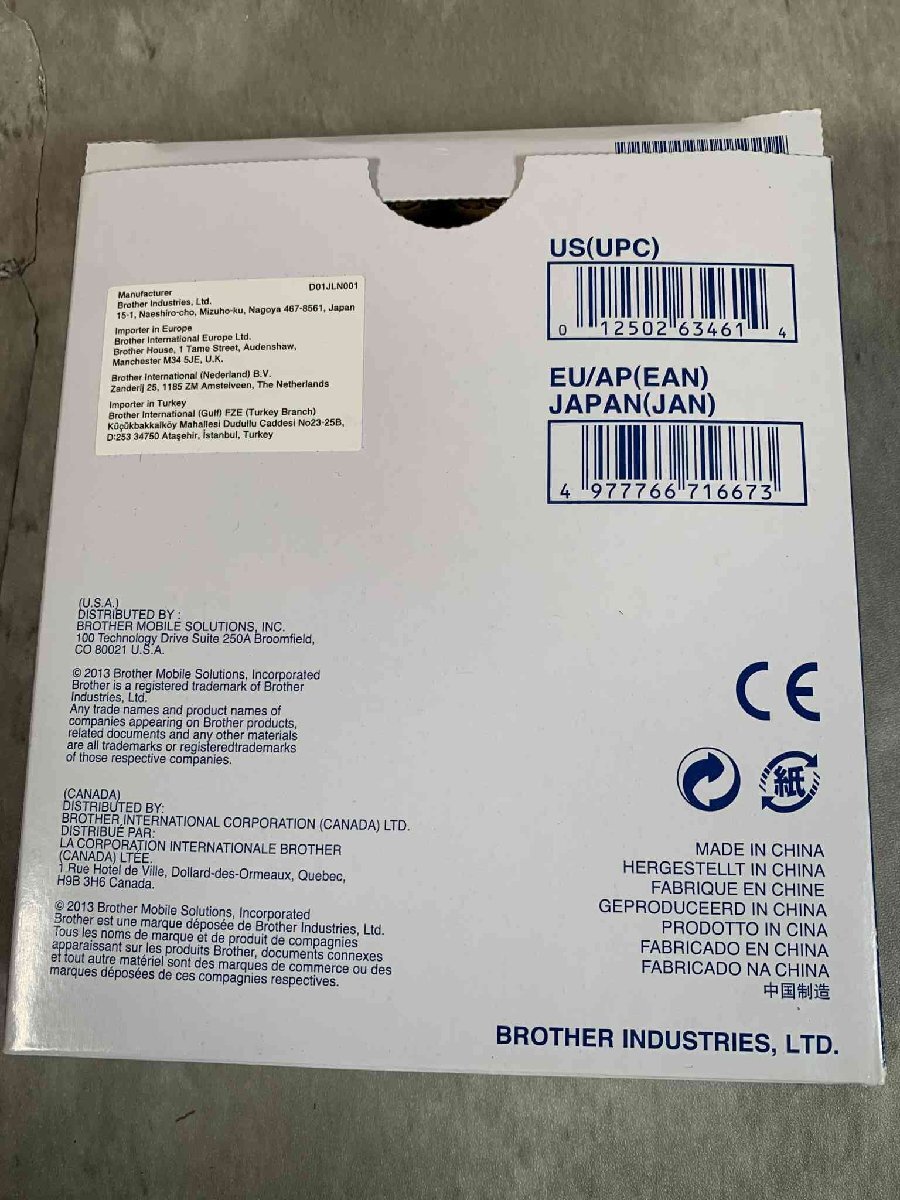 Manufacturer D01JLN001
Brother Industries, Ltd.
15-1, Naeshiro-cho, Mizuho-ku, Nagoya 467-8561, Japan
Importer in Europe
Brother International Europe Ltd.
Brother House, 1 Tame Street, Audenshaw,
Manchester M34 5JE, U.K.
Brother International (Nederland) B.V.
Zanderij 25, 1185 ZM Amstelveen, The Netherlands
Importer in Turkey
Brother International (Gulf) FZE (Turkey Branch)
Küçükbakkalköy Mahallesi Dudullu Caddesi No23-25B,
D:253 34750 Ataşehir, İstanbul, Turkey
US(UPC)
0 12502 63461 4
EU/AP(EAN)
JAPAN(JAN)
4 977766 716673
(U.S.A.)
DISTRIBUTED BY :
BROTHER MOBILE SOLUTIONS, INC.
100 Technology Drive Suite 250A Broomfield,
CO 80021 U.S.A.
© 2013 Brother Mobile Solutions, Incorporated
Brother is a registered trademark of Brother
Industries, Ltd.
Any trade names and product names of
companies appearing on Brother products,
related documents and any other materials
are all trademarks or registeredtrademarks
of those respective companies.
(CANADA)
DISTRIBUTED BY:
BROTHER INTERNATIONAL CORPORATION (CANADA) LTD.
DISTRIBUÉ PAR:
LA CORPORATION INTERNATIONALE BROTHER
(CANADA) LTÉE.
1 Rue Hotel de Ville, Dollard-des-Ormeaux, Quebec,
H9B 3H6 Canada.
© 2013 Brother Mobile Solutions, Incorporated
Brother est une marque déposée de Brother Industries, Ltd.
Tous les noms de marque et de produit de compagnies
apparaissant sur les produits Brother, documents connexes
et tout autre matériel sont des marques de commerce ou des
marques déposées de ces compagnies respectives.
CE
紙
MADE IN CHINA
HERGESTELLT IN CHINA
FABRIQUE EN CHINE
GEPRODUCEERD IN CHINA
PRODOTTO IN CINA
FABRICADO EN CHINA
FABRICADO NA CHINA
中国制造
BROTHER INDUSTRIES, LTD.